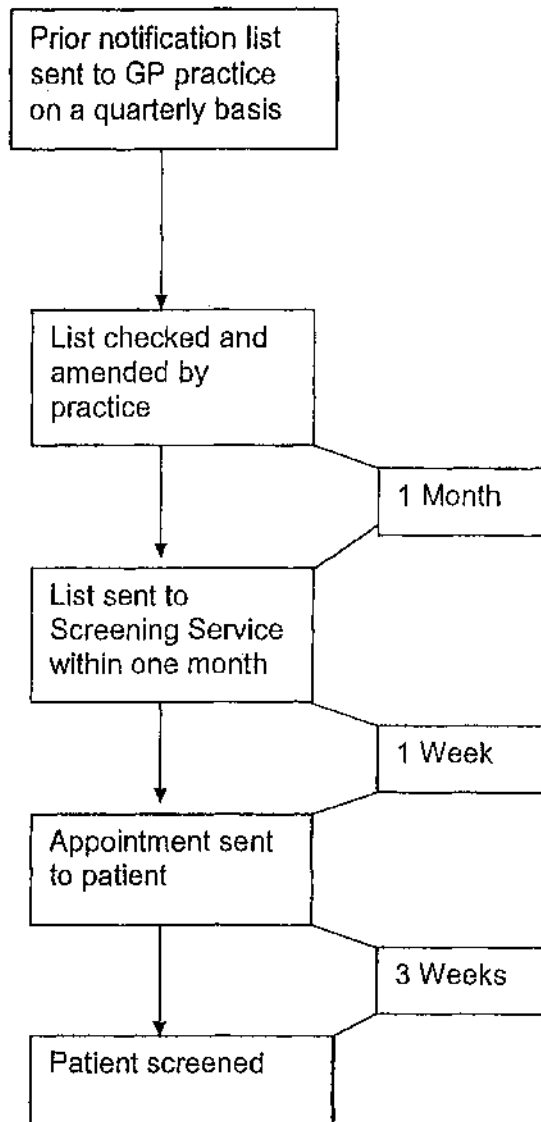 Prior notification list
sent to GP practice
on a quarterly basis
List checked and
amended by
practice
1 Month
List sent to
Screening Service
within one month
1 Week
Appointment sent
to patient
3 Weeks
Patient screened